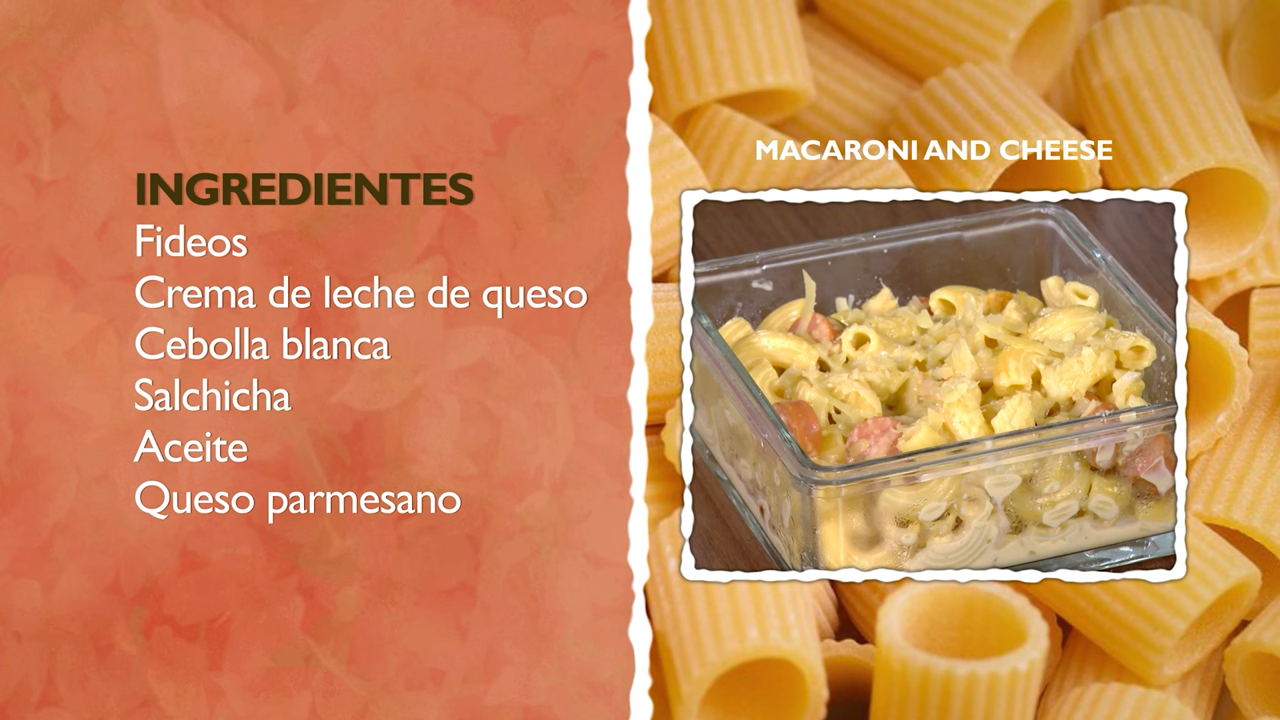 INGREDIENTES
Fideos
Crema de leche de queso
Cebolla blanca
Salchicha
Aceite
Queso parmesano
MACARONI AND CHEESE